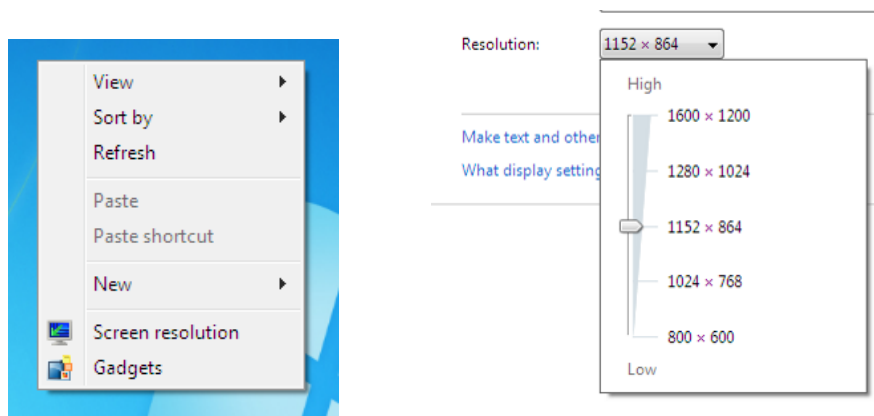 View
Sort by
Refresh
Paste
Paste shortcut
New
Screen resolution
Gadgets
Resolution:
1152 × 864
High
1600 × 1200
1280 × 1024
1152 × 864
1024 × 768
800 × 600
Low
Make text and other
What display setting